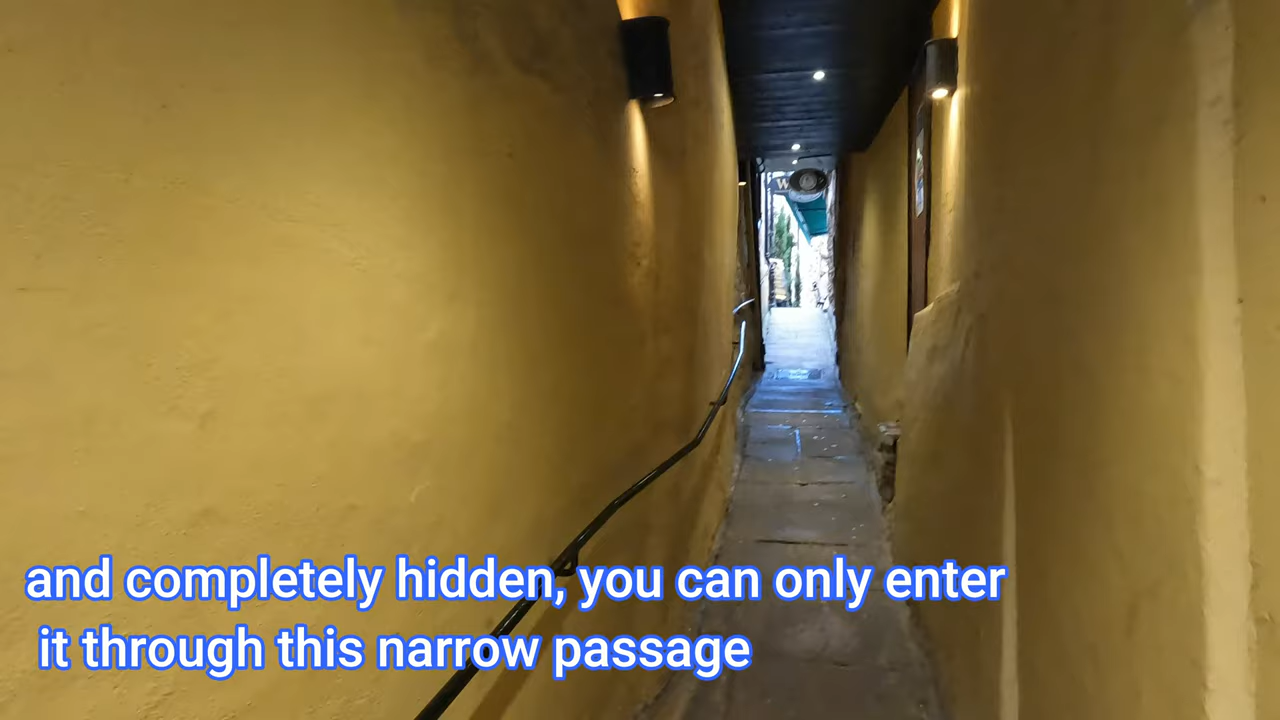 and completely hidden, you can only enter
it through this narrow passage